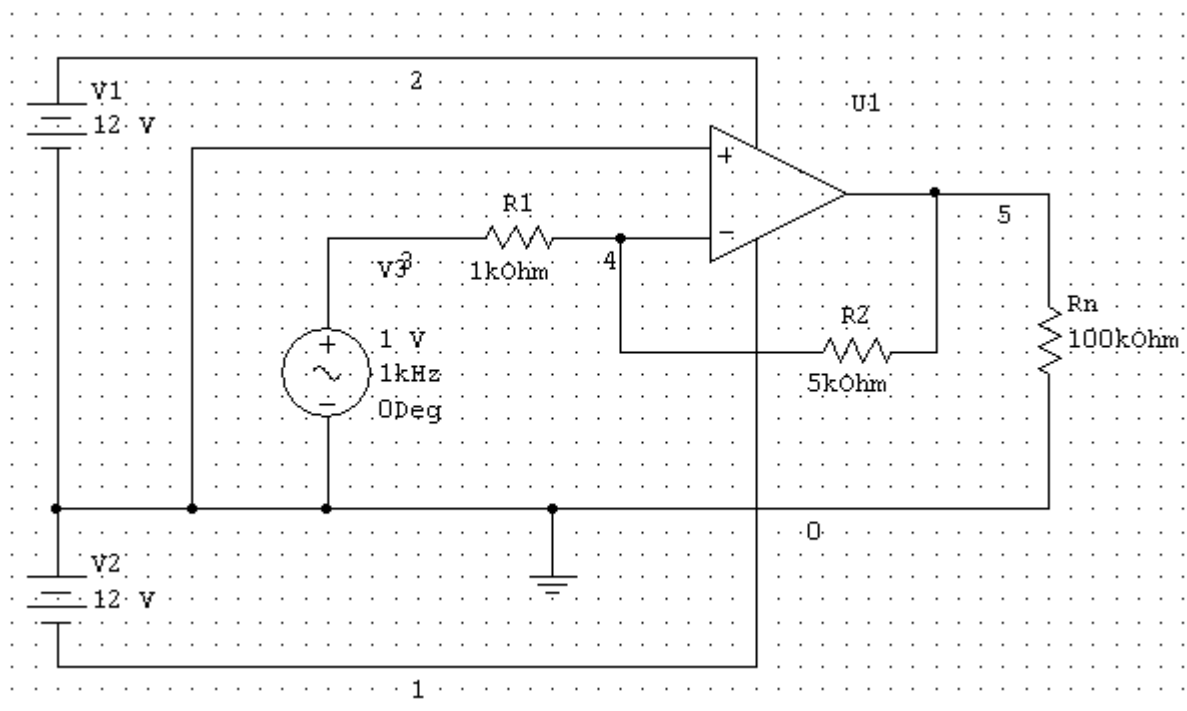 V1
12 V
2
U1
+
R1
5
V3
3
1kOhm
4
−
Rn
100kOhm
R2
+
1 V
1kHz
0Deg
−
5kOhm
0
V2
12 V
1